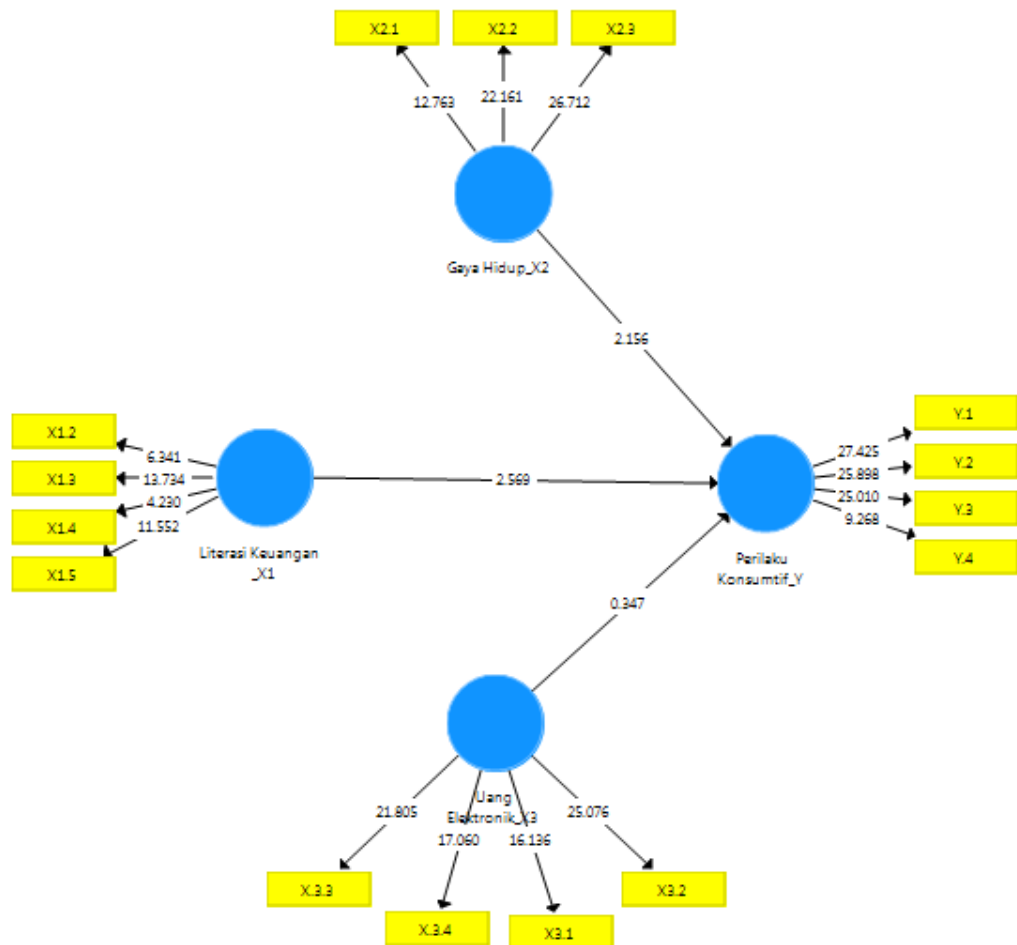 X2.1
X2.2
X2.3
12.763
22.161
26.712
Gaya Hidup_X2
2.156
X1.2
X1.3
X1.4
X1.5
6.341
13.734
4.230
11.552
Literasi Keuangan
_X1
2.569
Y.1
Y.2
Y.3
Y.4
27.425
25.898
25.010
9.268
Perilaku
Konsumtif_Y
0.347
Uang
Elektronik_X3
21.805
17.060
16.136
25.076
X.3.3
X.3.4
X3.1
X3.2